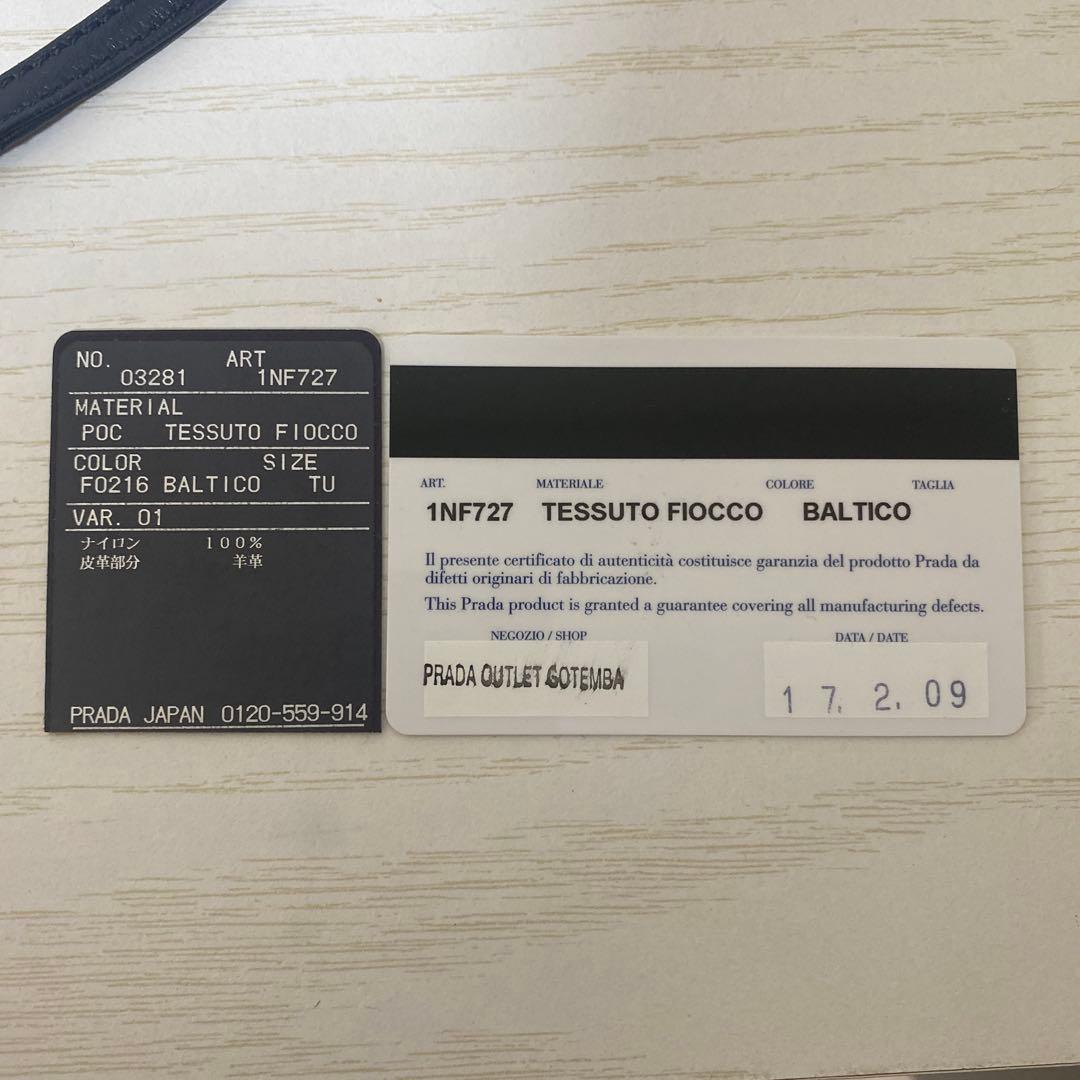 NO. ART
03281 1NF727
MATERIAL
POC TESSUTO FIOCCO
COLOR SIZE
F0216 BALTICO TU
VAR. 01
ナイロン 100%
皮革部分 羊革
PRADA JAPAN 0120-559-914
ART. MATERIALE COLORE TAGLIA
1NF727 TESSUTO FIOCCO BALTICO
Il presente certificato di autenticità costituisce garanzia del prodotto Prada da
difetti originari di fabbricazione.
This Prada product is granted a guarantee covering all manufacturing defects.
NEGOZIO / SHOP DATA / DATE
PRADA OUTLET GOTEMBA 17. 2. 09